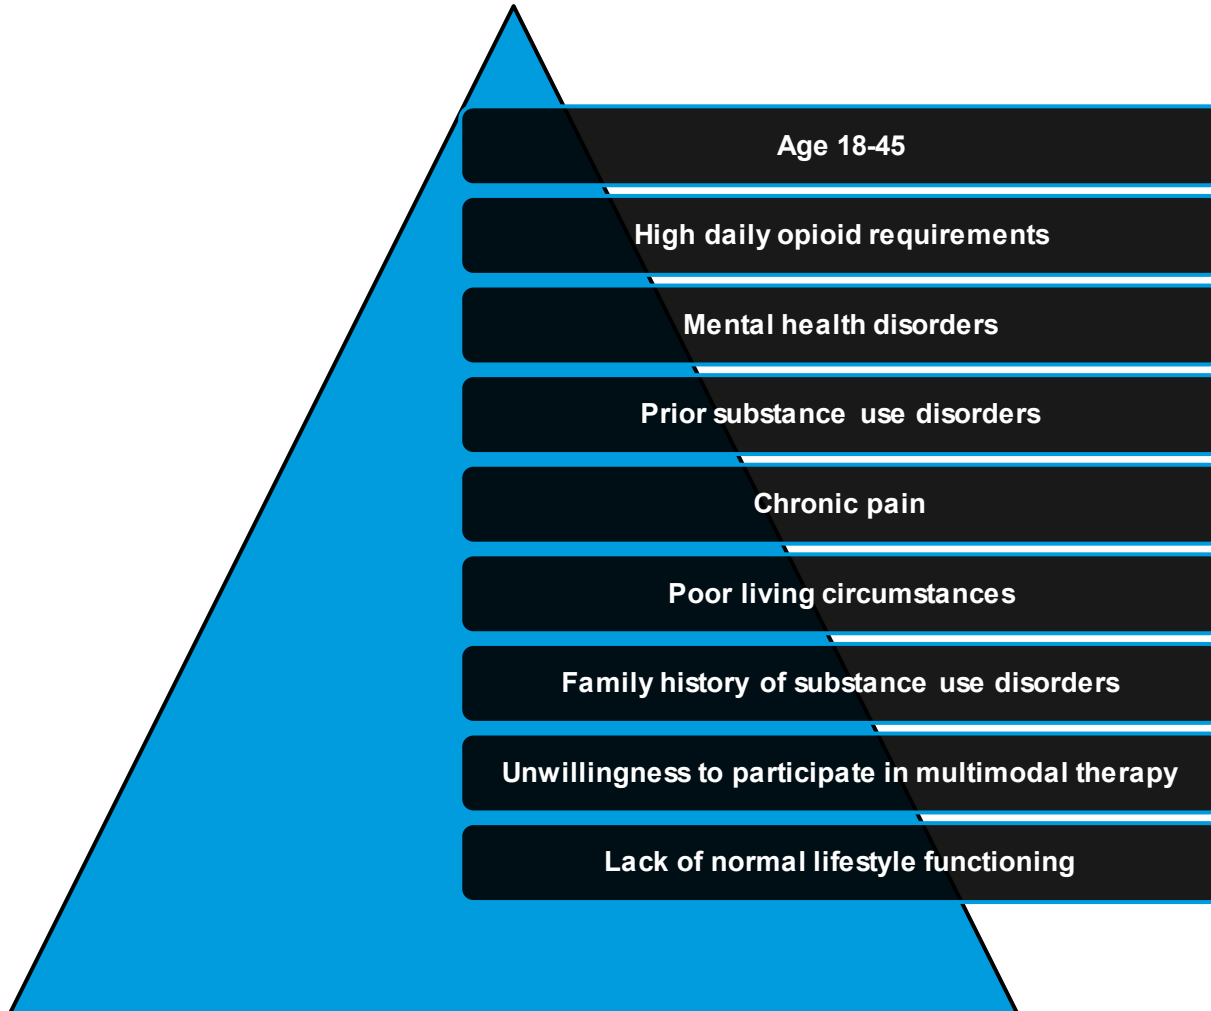 Age 18-45
High daily opioid requirements
Mental health disorders
Prior substance use disorders
Chronic pain
Poor living circumstances
Family history of substance use disorders
Unwillingness to participate in multimodal therapy
Lack of normal lifestyle functioning